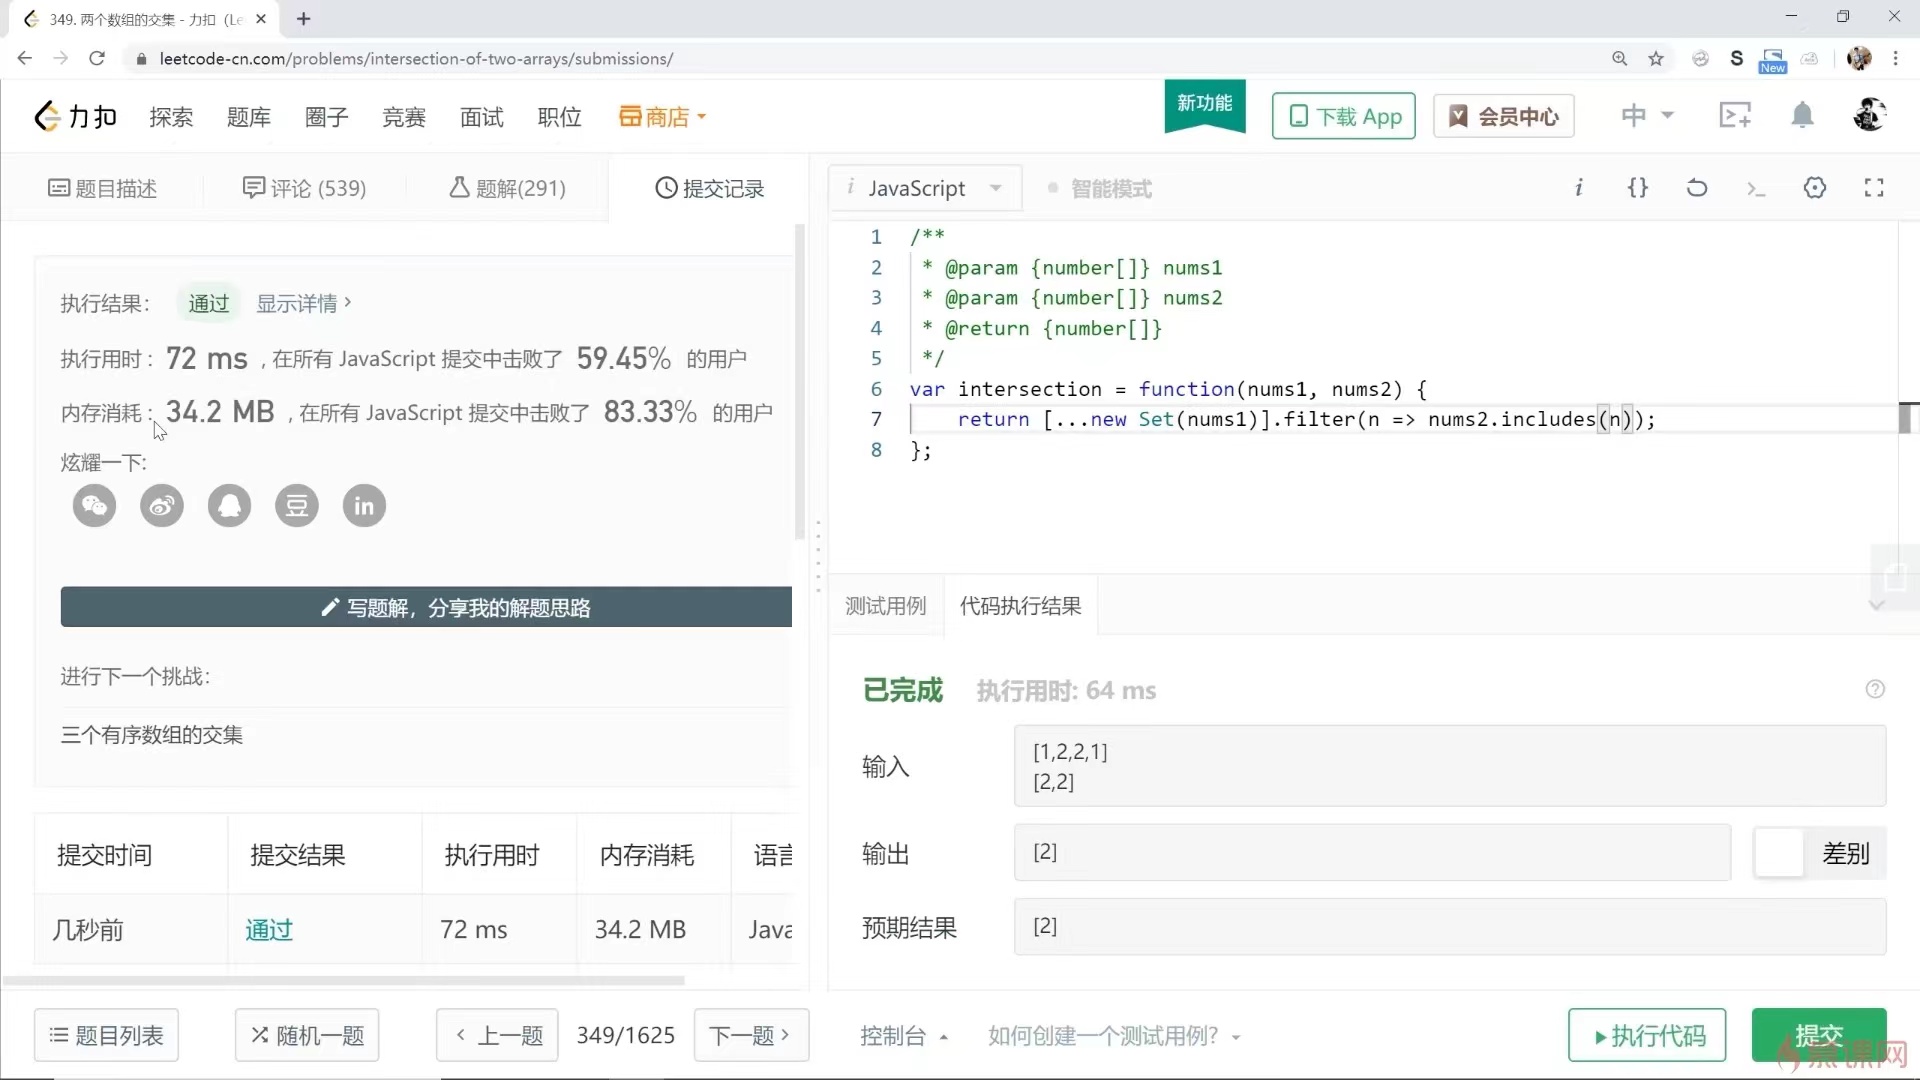 349. 两个数组的交集 - 力扣（Le
leetcode-cn.com/problems/intersection-of-two-arrays/submissions/
S
New
力扣 探索 题库 圈子 竞赛 面试 职位 商店
新功能
下载 App
会员中心
中
题目描述
评论 (539)
题解(291)
提交记录
执行结果：
通过
显示详情 >
执行用时： 72 ms ，在所有 JavaScript 提交中击败了 59.45% 的用户
内存消耗： 34.2 MB ，在所有 JavaScript 提交中击败了 83.33% 的用户
炫耀一下:
豆
in
写题解，分享我的解题思路
进行下一个挑战：
三个有序数组的交集
提交时间 提交结果 执行用时 内存消耗 语言
几秒前 通过 72 ms 34.2 MB Java
题目列表
随机一题
< 上一题
349/1625
下一题 >
i JavaScript
智能模式
i {} >_
1 /**
2  * @param {number[]} nums1
3  * @param {number[]} nums2
4  * @return {number[]}
5  */
6 var intersection = function(nums1, nums2) {
7     return [...new Set(nums1)].filter(n => nums2.includes(n));
8 };
测试用例
代码执行结果
已完成 执行用时: 64 ms
?
输入
[1,2,2,1]
[2,2]
输出
[2]
差别
预期结果
[2]
控制台
如何创建一个测试用例?
执行代码
提交
慕课网